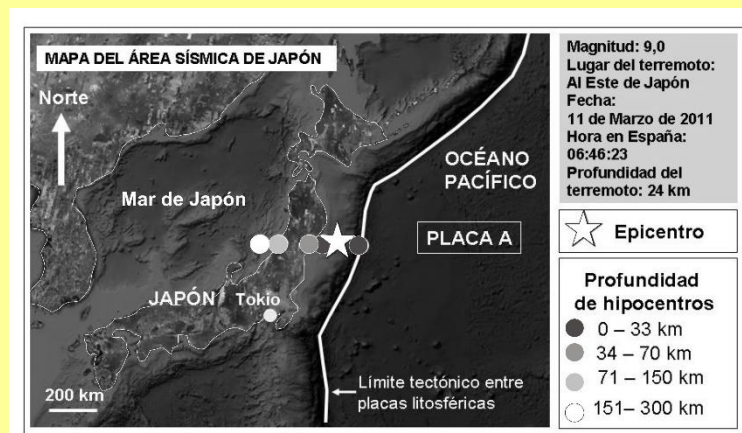 MAPA DEL ÁREA SÍSMICA DE JAPÓN
Norte
Mar de Japón
OCÉANO
PACÍFICO
PLACA A
JAPÓN
Tokio
200 km
Límite tectónico entre
placas litosféricas
Magnitud: 9,0
Lugar del terremoto:
Al Este de Japón
Fecha:
11 de Marzo de 2011
Hora en España:
06:46:23
Profundidad del
terremoto: 24 km
Epicentro
Profundidad
de hipocentros
0 – 33 km
34 – 70 km
71 – 150 km
151– 300 km